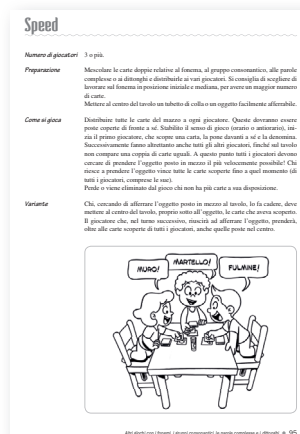 Speed
Numero di giocatori 3 o più.
Preparazione Mescolare le carte doppie relative al fonema, al gruppo consonantico, alle parole
complesse o ai dittonghi e distribuirle ai vari giocatori. Si consiglia di scegliere di
lavorare sul fonema in posizione iniziale e mediana, per avere un maggior numero
di carte.
Mettere al centro del tavolo un tubetto di colla o un oggetto facilmente afferrabile.
Come si gioca Distribuire tutte le carte del mazzo a ogni giocatore. Queste dovranno essere
poste coperte di fronte a sé. Stabilito il senso di gioco (orario o antiorario), ini-
zia il primo giocatore, che scopre una carta, la pone davanti a sé e la denomina.
Successivamente fanno altrettanto anche tutti gli altri giocatori, finché sul tavolo
non compare una coppia di carte uguali. A questo punto tutti i giocatori devono
cercare di prendere l'oggetto posto in mezzo il più velocemente possibile! Chi
riesce a prendere l'oggetto vince tutte le carte scoperte fino a quel momento (di
tutti i giocatori, comprese le sue).
Perde o viene eliminato dal gioco chi non ha più carte a sua disposizione.
Variante Chi, cercando di afferrare l'oggetto posto in mezzo al tavolo, lo fa cadere, deve
mettere al centro del tavolo, proprio sotto all'oggetto, le carte che aveva scoperto.
Il giocatore che, nel turno successivo, riuscirà ad afferrare l'oggetto, prenderà,
oltre alle carte scoperte di tutti i giocatori, anche quelle poste nel centro.
MURO!
MARTELLO!
FULMINE!
Altri giochi con i fonemi, i gruppi consonantici, le parole complesse e i dittonghi 95